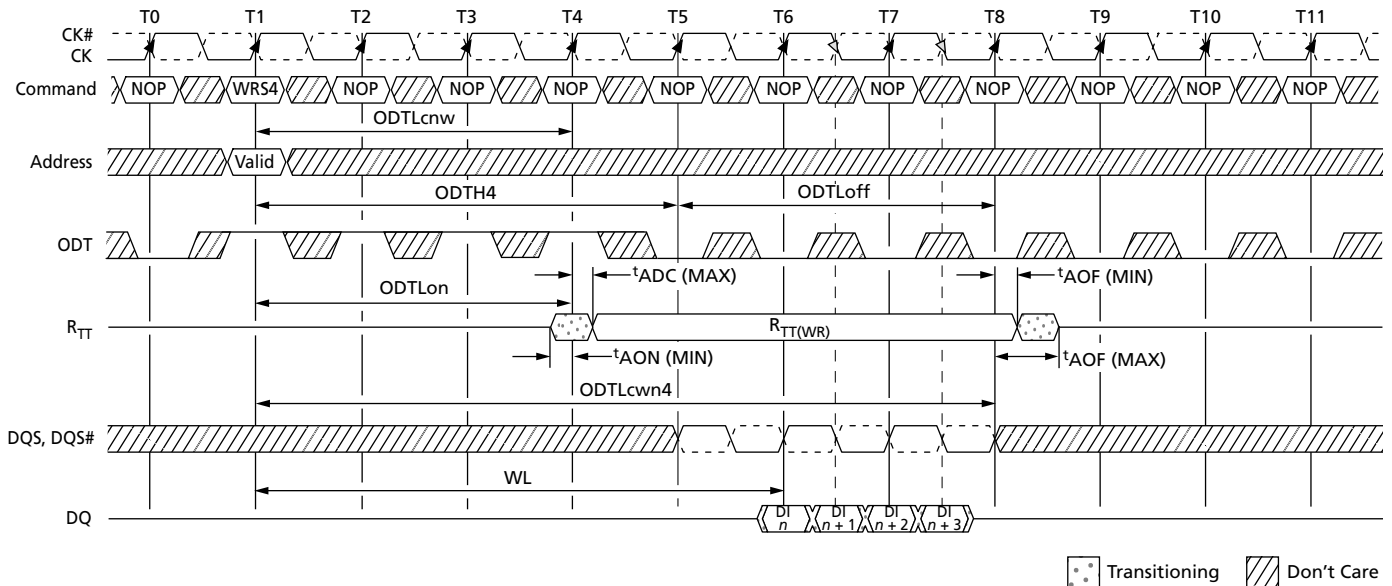 T0 T1 T2 T3 T4 T5 T6 T7 T8 T9 T10 T11
CK#
CK
Command NOP WRS4 NOP NOP NOP NOP NOP NOP NOP NOP NOP NOP
ODTLcnw
Address Valid
ODTH4 ODTLoff
ODT
tADC (MAX) tAOF (MIN)
ODTLon
RTT RTT(WR)
tAON (MIN) tAOF (MAX)
ODTLcwn4
DQS, DQS#
WL
DQ DI n DI n + 1 DI n + 2 DI n + 3
Transitioning Don't Care